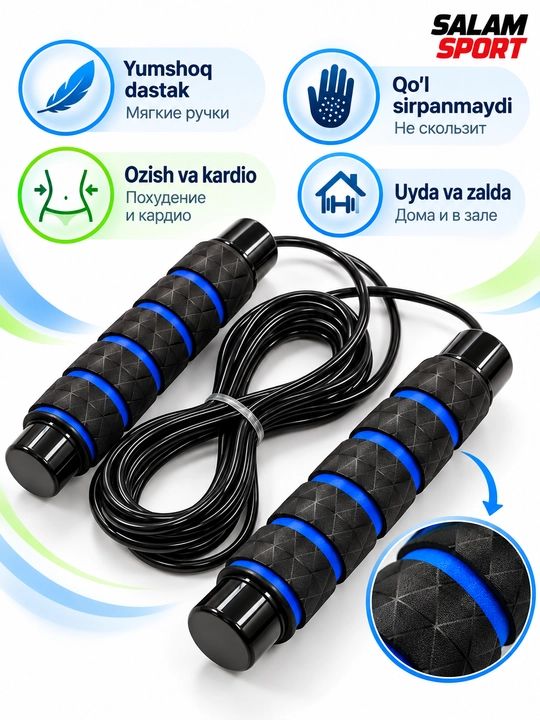 SALAM
SPORT
Yumshoq
dastak
Мягкие ручки
Qo'l
sirpanmaydi
Не скользит
Ozish va kardio
Похудение
и кардио
Uyda va zalda
Дома и в зале